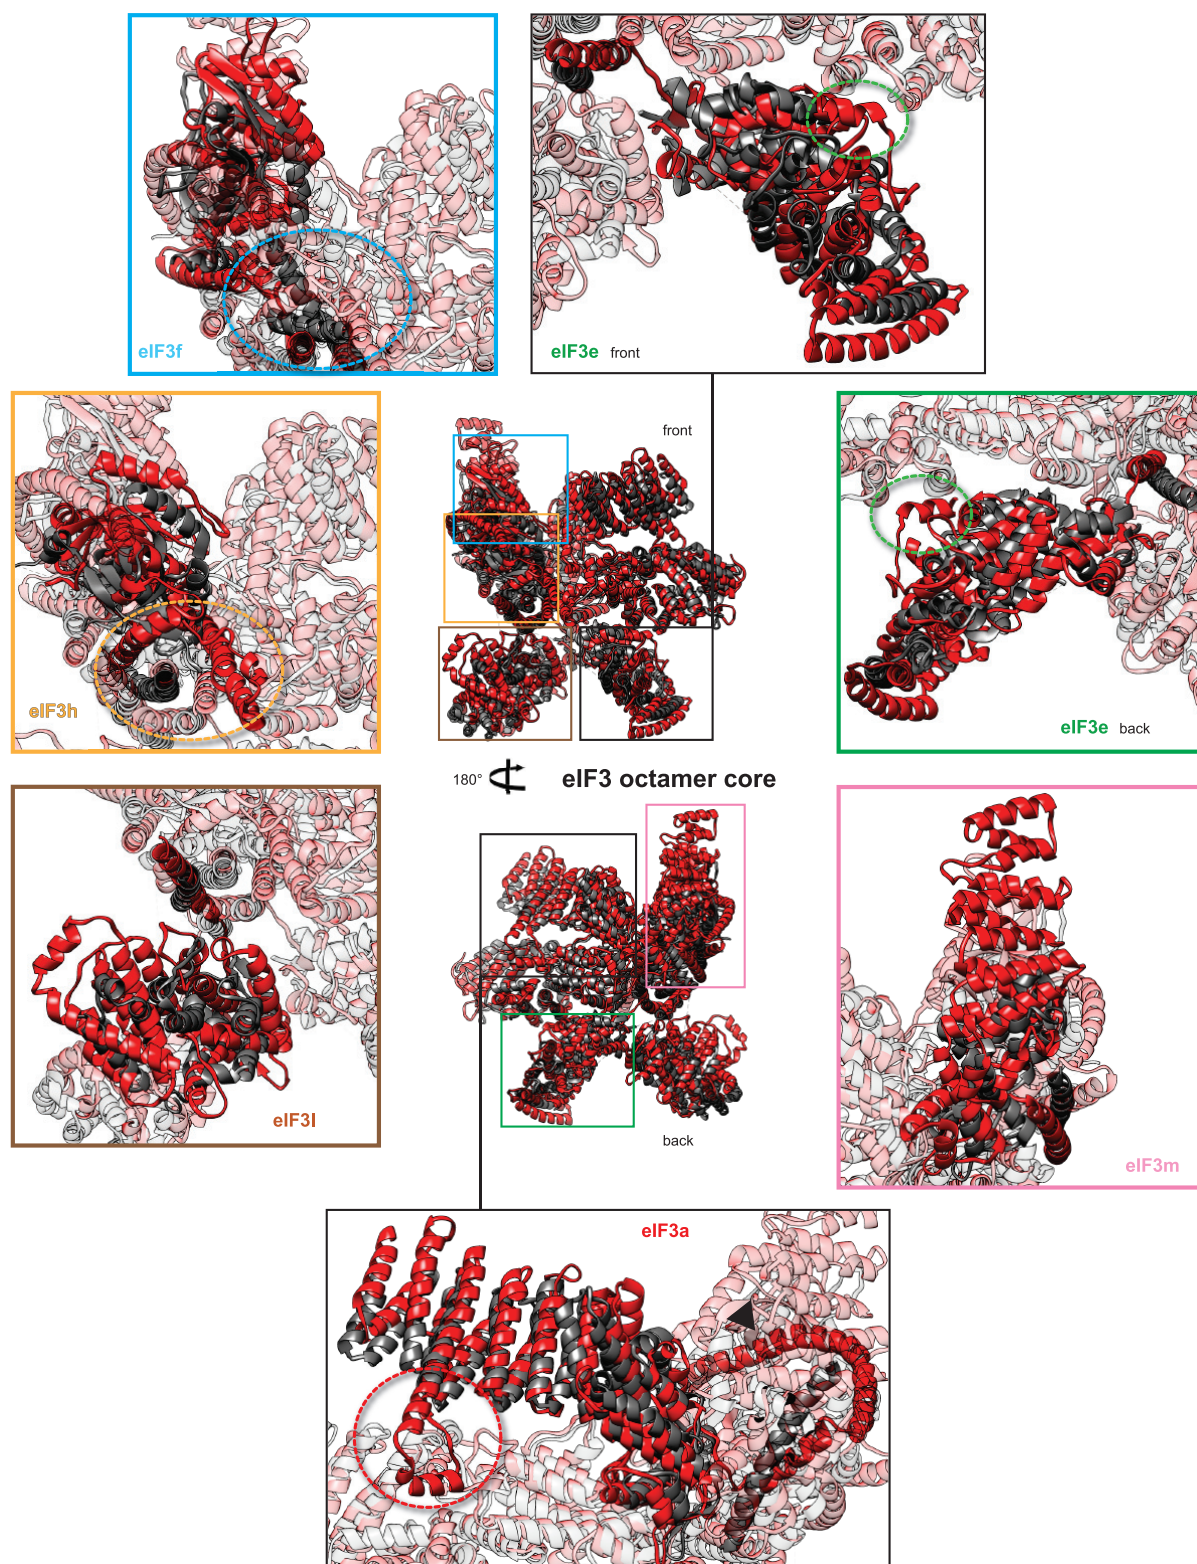 eIF3f
eIF3e front
front
eIF3h
eIF3e back
180° eIF3 octamer core
eIF3l
back
eIF3m
eIF3a